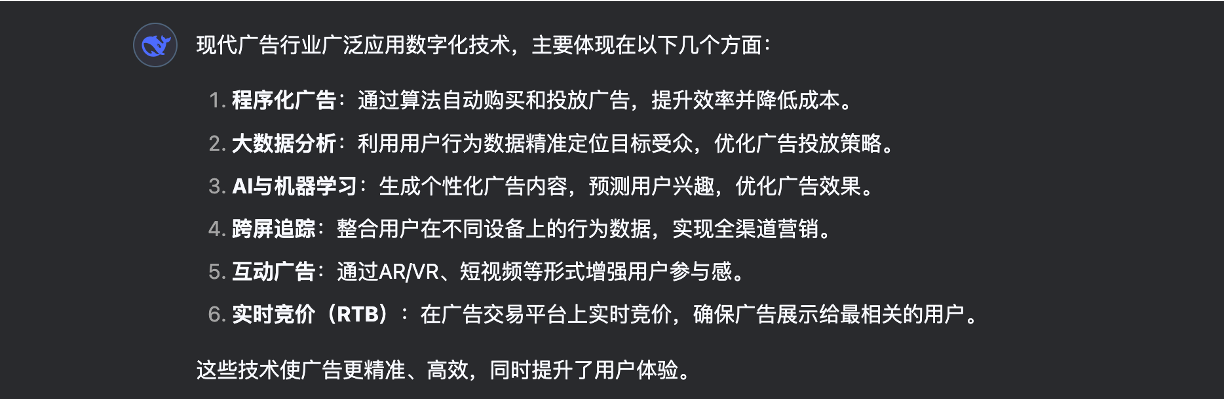 现代广告行业广泛应用数字化技术，主要体现在以下几个方面：
1. 程序化广告：通过算法自动购买和投放广告，提升效率并降低成本。
2. 大数据分析：利用用户行为数据精准定位目标受众，优化广告投放策略。
3. AI与机器学习：生成个性化广告内容，预测用户兴趣，优化广告效果。
4. 跨屏追踪：整合用户在不同设备上的行为数据，实现全渠道营销。
5. 互动广告：通过AR/VR、短视频等形式增强用户参与感。
6. 实时竞价（RTB）：在广告交易平台上实时竞价，确保广告展示给最相关的用户。
这些技术使广告更精准、高效，同时提升了用户体验。